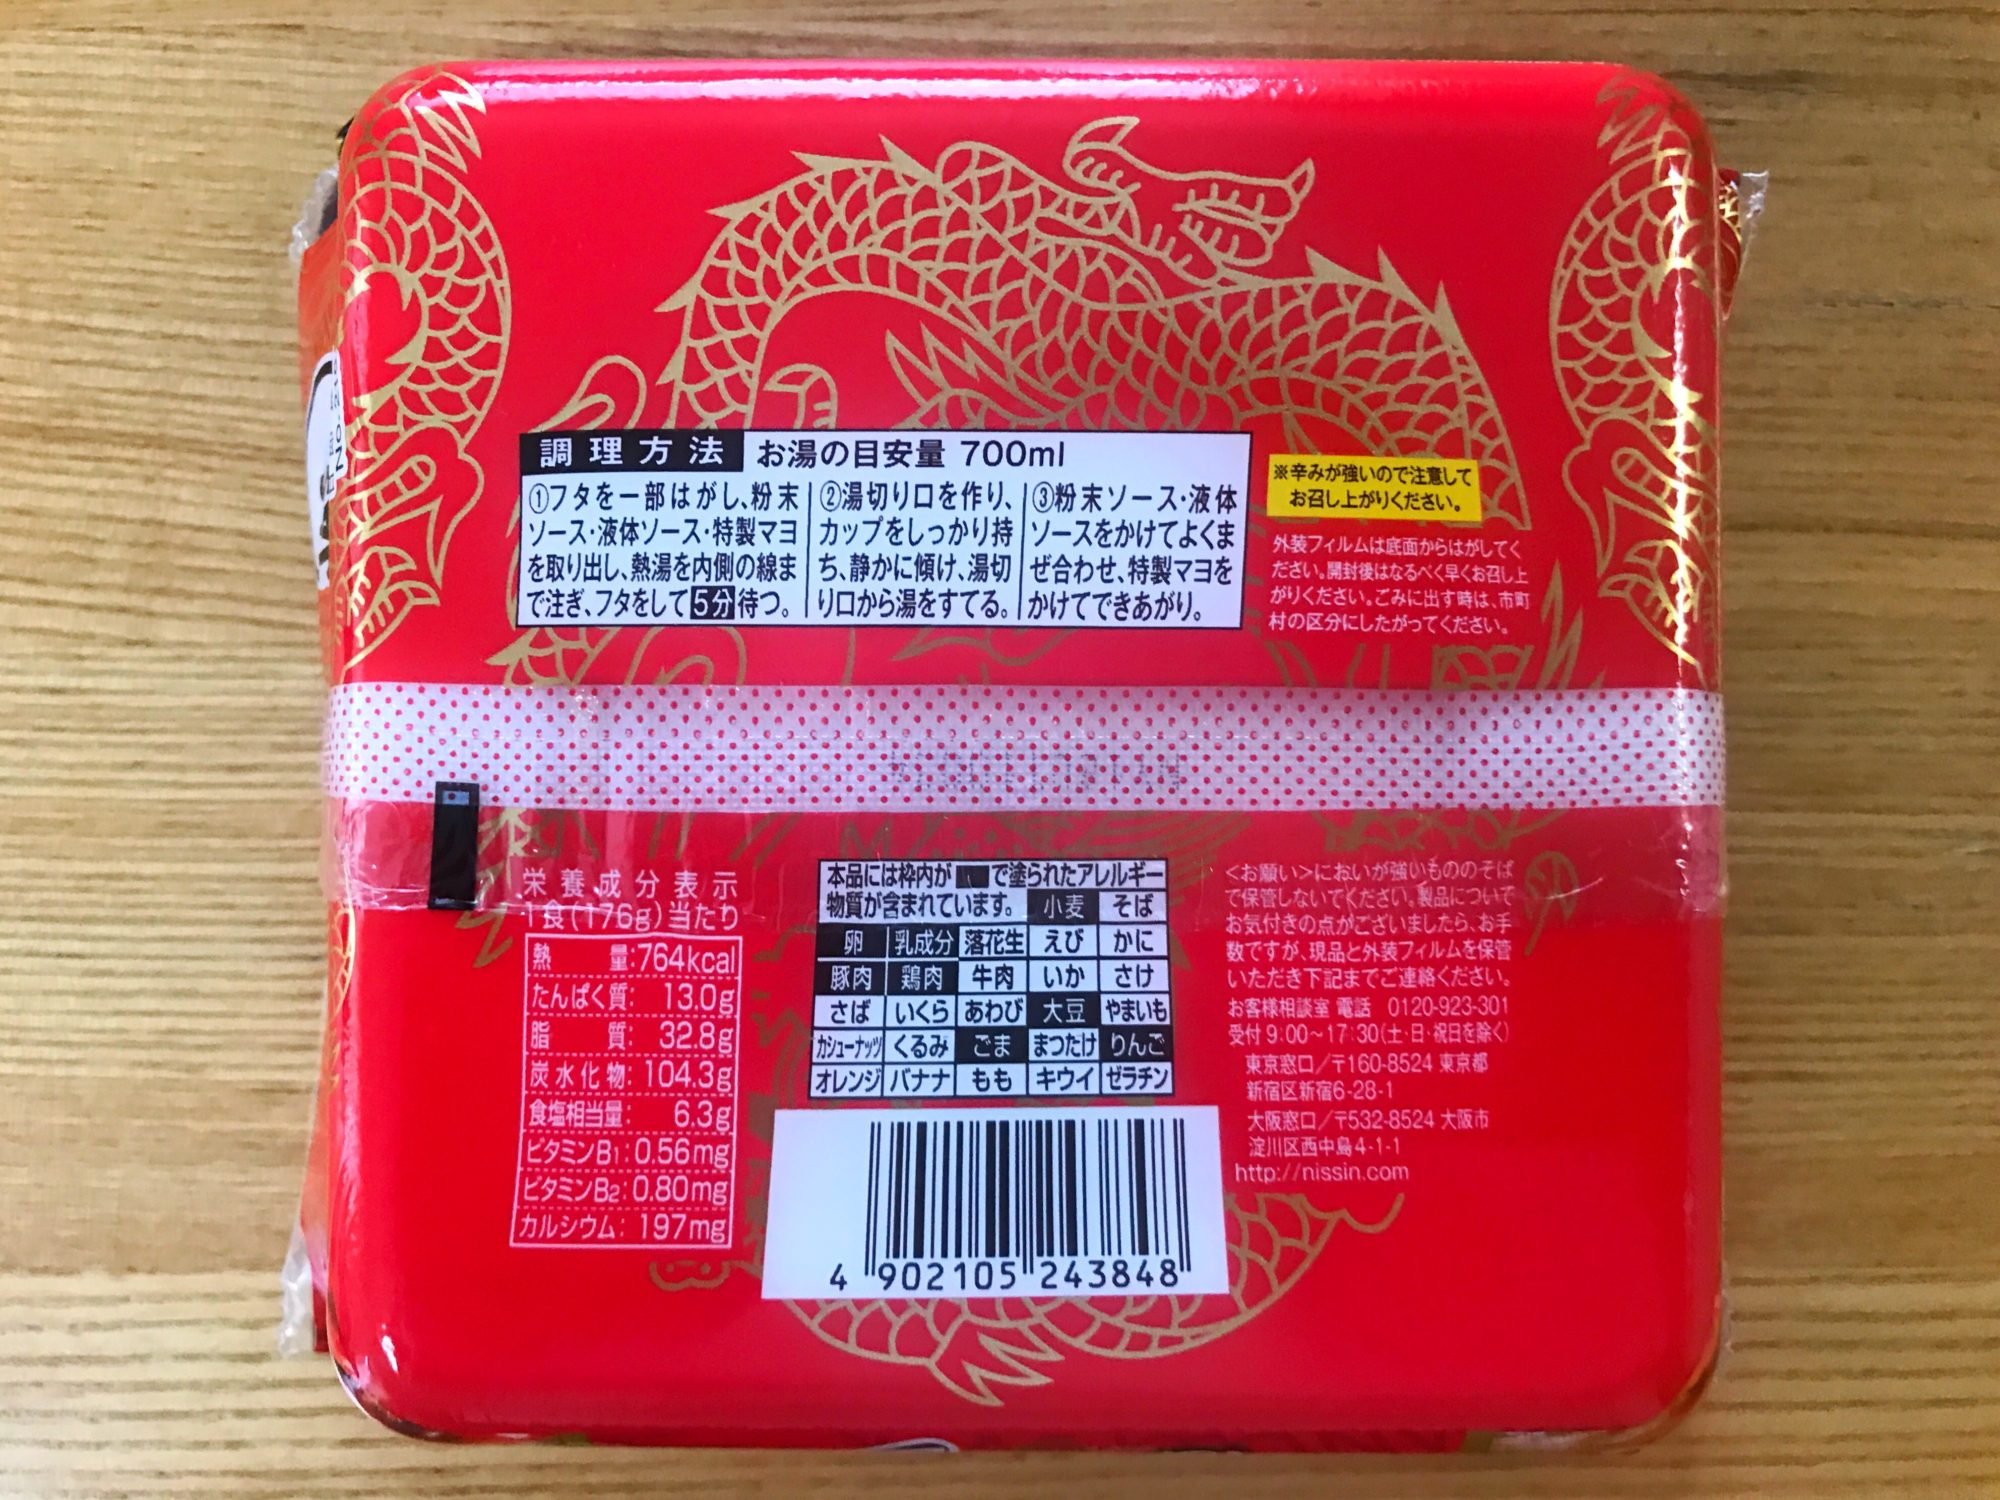 調理方法 お湯の目安量 700ml
①フタを一部はがし、粉末
ソース・液体ソース・特製マヨ
を取り出し、熱湯を内側の線ま
で注ぎ、フタをして5分待つ。
②湯切り口を作り、
カップをしっかり持
ち、静かに傾け、湯切
り口から湯をすてる。
③粉末ソース・液体
ソースをかけてよくま
ぜ合わせ、特製マヨを
かけてできあがり。
※辛みが強いので注意して
お召し上がりください。
外装フィルムは底面からはがしてく
ださい。開封後はなるべく早くお召し上
がりください。ごみに出す時は、市町
村の区分にしたがってください。
栄養成分表示
1食(176g)当たり
熱量:764kcal
たんぱく質: 13.0g
脂質: 32.8g
炭水化物: 104.3g
食塩相当量: 6.3g
ビタミンB1: 0.56mg
ビタミンB2: 0.80mg
カルシウム: 197mg
本品には枠内が■で塗られたアレルギー
物質が含まれています。 小麦 そば
卵 乳成分 落花生 えび かに
豚肉 鶏肉 牛肉 いか さけ
さば いくら あわび 大豆 やまいも
カシューナッツ くるみ ごま まつたけ りんご
オレンジ バナナ もも キウイ ゼラチン
4 902105 243848
<お願い>においが強いもののそば
で保管しないでください。製品について
お気付きの点がございましたら、お手
数ですが、現品と外装フィルムを保管
いただき下記までご連絡ください。
お客様相談室 電話 0120-923-301
受付 9:00~17:30(土・日・祝日を除く)
東京窓口/〒160-8524 東京都
新宿区新宿6-28-1
大阪窓口/〒532-8524 大阪市
淀川区西中島4-1-1
http://nissin.com